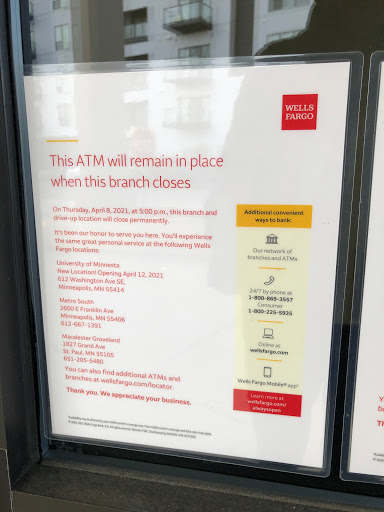 WELLS
FARGO
This ATM will remain in place
when this branch closes
On Thursday, April 8, 2021, at 5:00 p.m., this branch and
drive-up location will close permanently.
It's been our honor to serve you here. You'll experience
the same great personal service at the following Wells
Fargo locations:
University of Minnesta
New Location! Opening April 12, 2021
612 Washington Ave SE,
Minneapolis, MN 55414
Metro South
2600 E Franklin Ave
Minneapolis, MN 55406
612-667-1391
Macalester Groveland
1827 Grand Ave
St. Paul, MN 55105
651-205-5480
You can also find additional ATMs and
branches at wellsfargo.com/locator.
Thank you. We appreciate your business.
Additional convenient
ways to bank:
Our network of
branches and ATMs
24/7 by phone at
1-800-869-3557
Consumer
1-800-225-5935
Online at
wellsfargo.com
Wells Fargo Mobile® app¹
Learn more at
wellsfargo.com/
alwaysopen